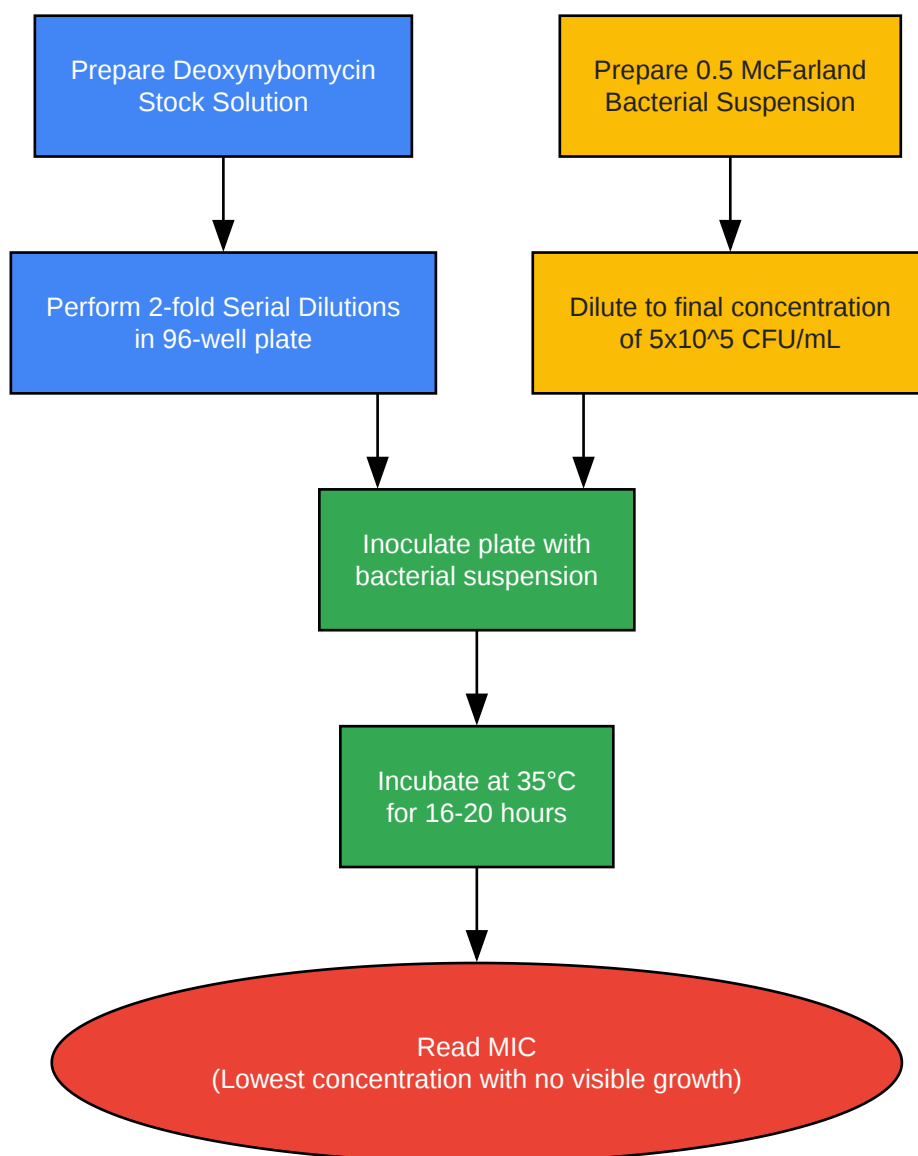 Prepare Deoxynybomycin
Stock Solution
Prepare 0.5 McFarland
Bacterial Suspension
Perform 2-fold Serial Dilutions
in 96-well plate
Dilute to final concentration
of 5x10^5 CFU/mL
Inoculate plate with
bacterial suspension
Incubate at 35°C
for 16-20 hours
Read MIC
(Lowest concentration with no visible growth)